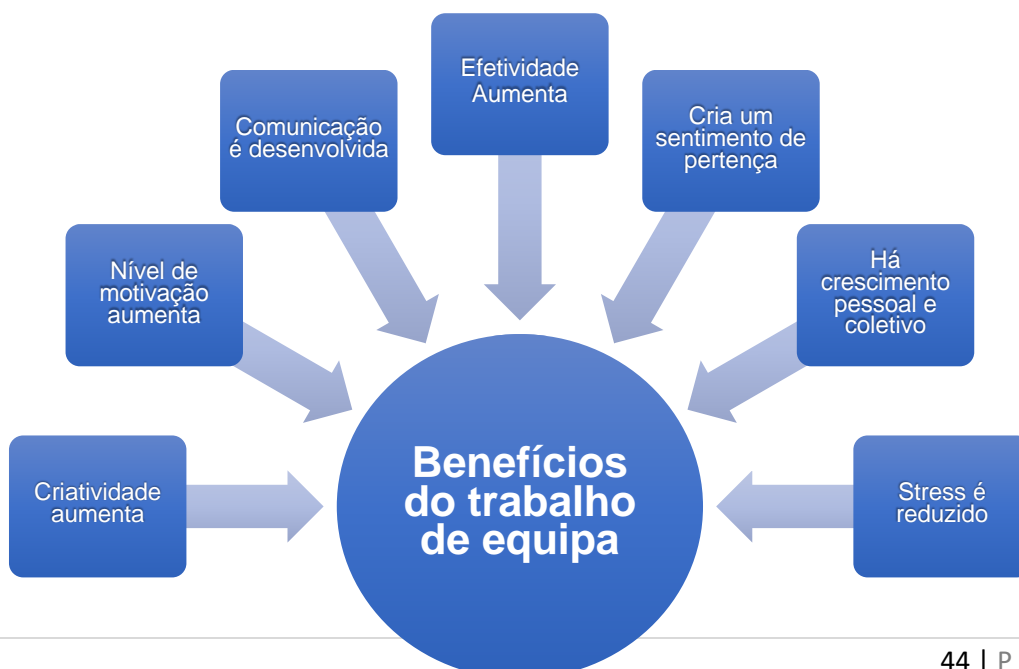 Efetividade
Aumenta
Comunicação
é desenvolvida
Cria um
sentimento de
pertença
Nível de
motivação
aumenta
Há
crescimento
pessoal e
coletivo
Criatividade
aumenta
Benefícios
do trabalho
de equipa
Stress é
reduzido
44 | P